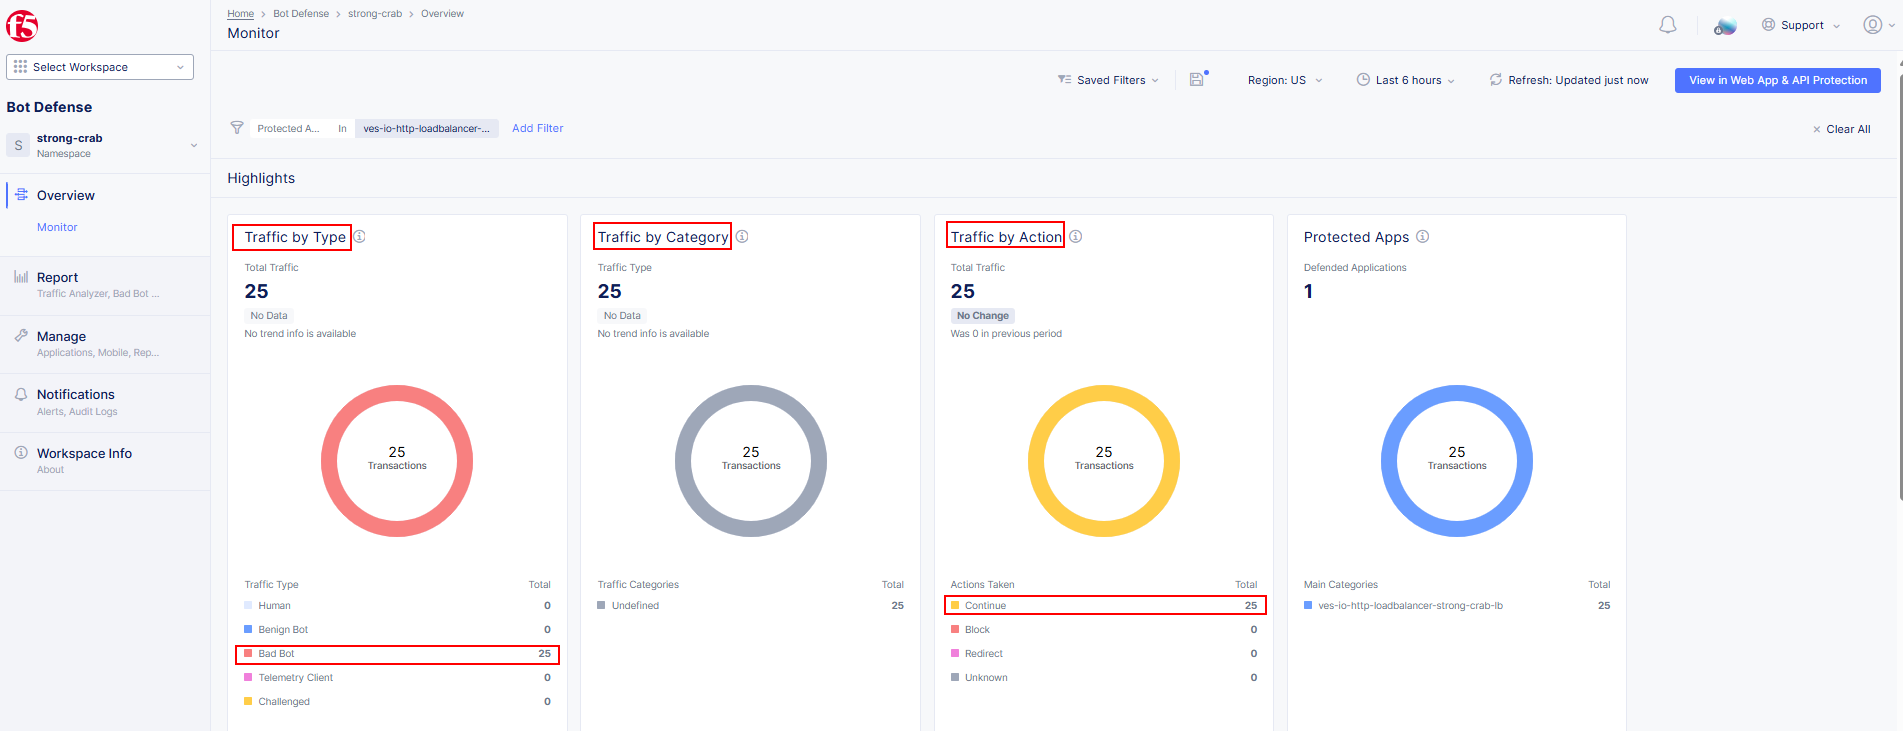 f5
Home > Bot Defense > strong-crab > Overview
Monitor
Support
Select Workspace
Bot Defense
S
strong-crab
Namespace
Overview
Monitor
Report
Traffic Analyzer, Bad Bot ...
Manage
Applications, Mobile, Rep...
Notifications
Alerts, Audit Logs
Workspace Info
About
Saved Filters
Region: US
Last 6 hours
Refresh: Updated just now
View in Web App & API Protection
Protected A... In ves-io-http-loadbalancer-... Add Filter
Clear All
Highlights
Traffic by Type
Total Traffic
25
No Data
No trend info is available
25
Transactions
Traffic Type Total
Human 0
Benign Bot 0
Bad Bot 25
Telemetry Client 0
Challenged 0
Traffic by Category
Traffic Type
25
No Data
No trend info is available
25
Transactions
Traffic Categories Total
Undefined 25
Traffic by Action
Total Traffic
25
No Change
Was 0 in previous period
25
Transactions
Actions Taken Total
Continue 25
Block 0
Redirect 0
Unknown 0
Protected Apps
Defended Applications
1
25
Transactions
Main Categories Total
ves-io-http-loadbalancer-strong-crab-lb 25